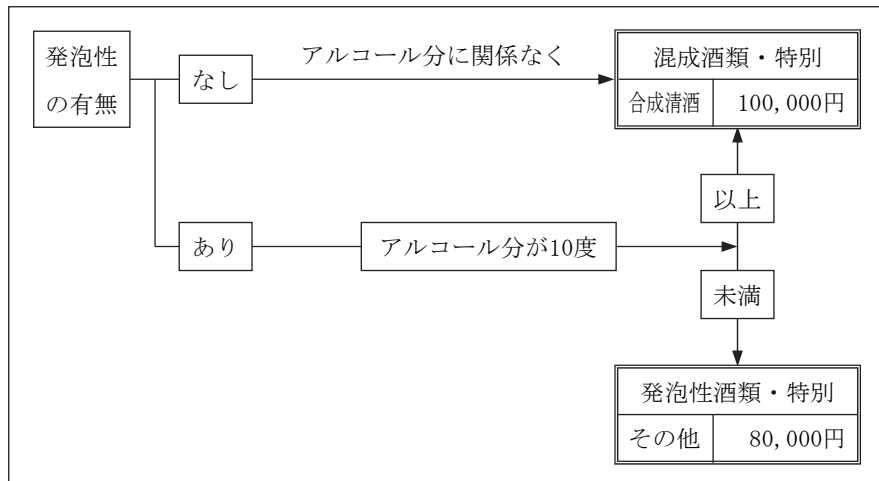 発泡性
の有無
なし
アルコール分に関係なく
混成酒類・特別
合成清酒 100,000円
以上
あり
アルコール分が10度
未満
発泡性酒類・特別
その他 80,000円